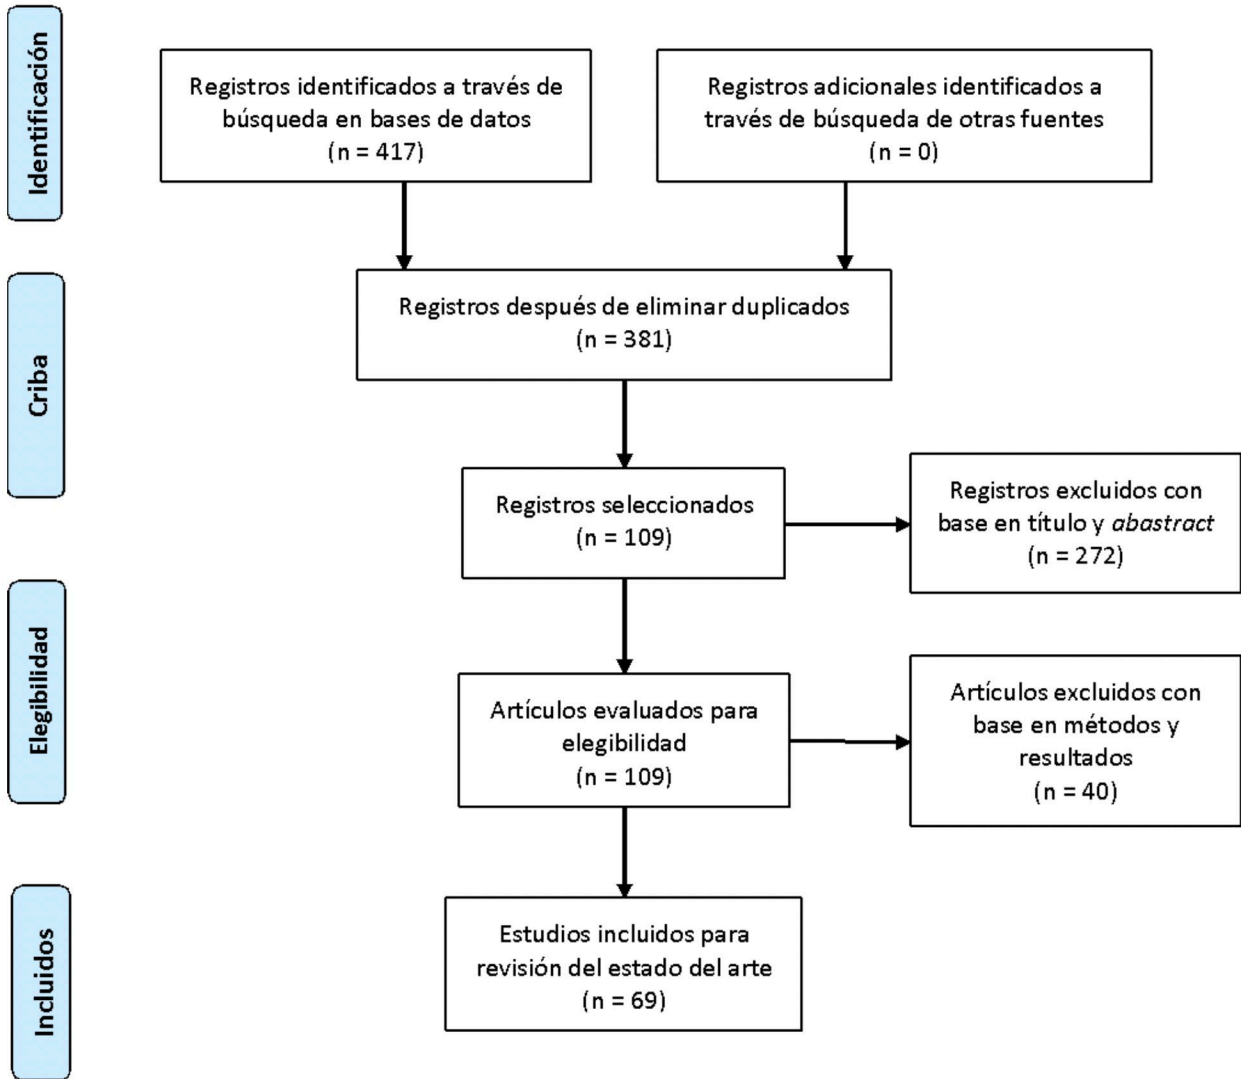 Identificación
Registros identificados a través de
búsqueda en bases de datos
(n = 417)
Registros adicionales identificados a
través de búsqueda de otras fuentes
(n = 0)
Criba
Registros después de eliminar duplicados
(n = 381)
Registros seleccionados
(n = 109)
Registros excluidos con
base en título y abastract
(n = 272)
Elegibilidad
Artículos evaluados para
elegibilidad
(n = 109)
Artículos excluidos con
base en métodos y
resultados
(n = 40)
Incluidos
Estudios incluidos para
revisión del estado del arte
(n = 69)